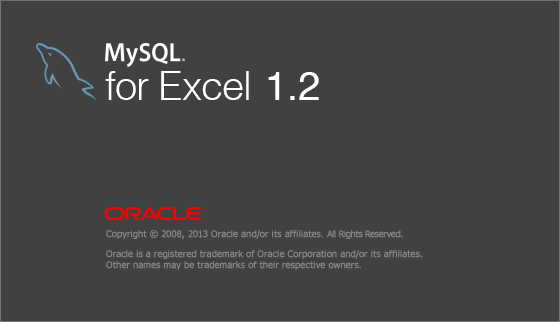 MySQL.
for Excel 1.2
ORACLE
Copyright © 2008, 2013 Oracle and/or its affiliates. All Rights Reserved.
Oracle is a registered trademark of Oracle Corporation and/or its affiliates.
Other names may be trademarks of their respective owners.